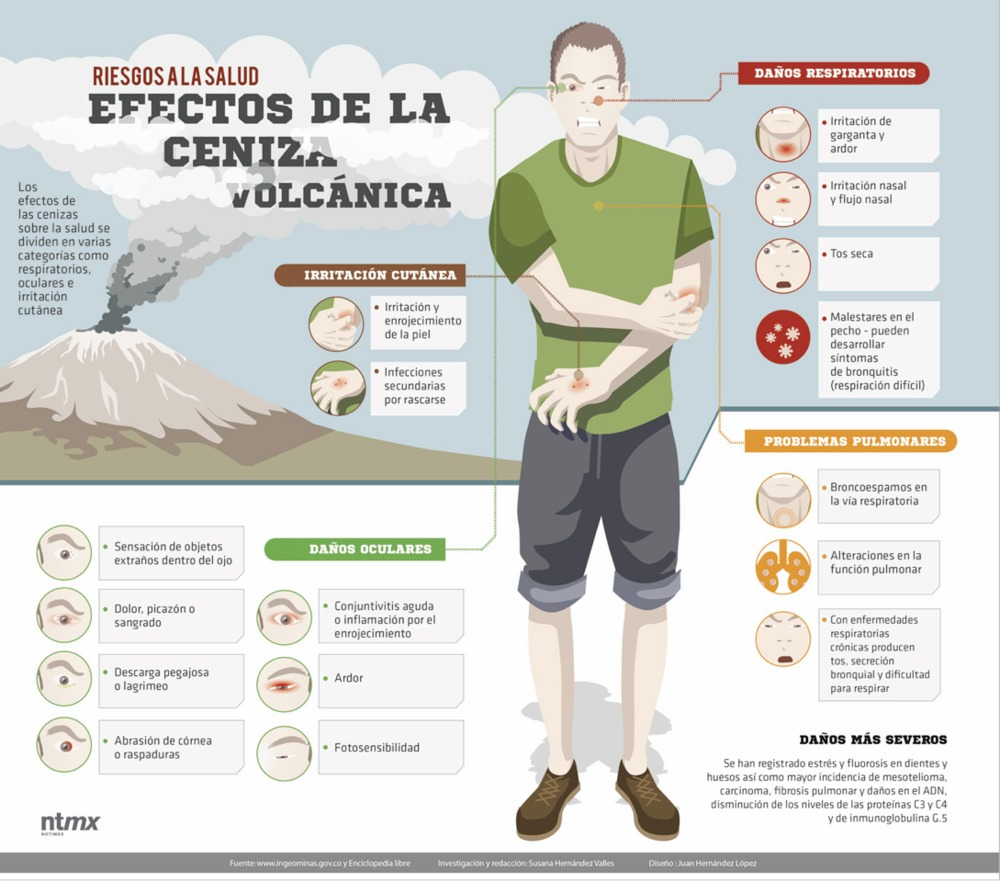 RIESGOS A LA SALUD
EFECTOS DE LA
CENIZA
VOLCÁNICA
Los
efectos de
las cenizas
sobre la salud se
dividen en varias
categorías como
respiratorios,
oculares e
irritación
cutánea
IRRITACIÓN CUTÁNEA
• Irritación y
enrojecimiento
de la piel
• Infecciones
secundarias
por rascarse
DAÑOS RESPIRATORIOS
• Irritación de
garganta y
ardor
• Irritación nasal
y flujo nasal
• Tos seca
• Malestares en el
pecho - pueden
desarrollar
síntomas
de bronquitis
(respiración difícil)
PROBLEMAS PULMONARES
• Broncoespamos en
la vía respiratoria
• Alteraciones en la
función pulmonar
• Con enfermedades
respiratorias
crónicas producen
tos, secreción
bronquial y dificultad
para respirar
DAÑOS OCULARES
• Sensación de objetos
extraños dentro del ojo
• Dolor, picazón o
sangrado
• Descarga pegajosa
o lagrimeo
• Abrasión de córnea
o raspaduras
• Conjuntivitis aguda
o inflamación por el
enrojecimiento
• Ardor
• Fotosensibilidad
DAÑOS MÁS SEVEROS
Se han registrado estrés y fluorosis en dientes y
huesos así como mayor incidencia de mesotelioma,
carcinoma, fibrosis pulmonar y daños en el ADN,
disminución de los niveles de las proteínas C3 y C4
y de inmunoglobulina G.5
ntmx
NOTIMEX
Fuente: www.ingeominas.gov.co y Enciclopedia libre Investigación y redacción: Susana Hernández Valles Diseño : Juan Hernández López